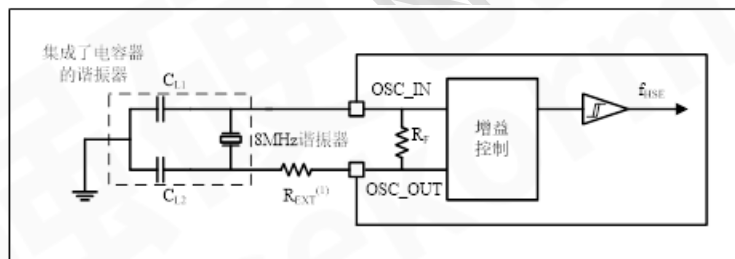 集成了电容器
的谐振器
C_L1
OSC_IN
f_HSE
8MHz谐振器
R_F
增益
控制
C_L2
R_EXT^(1)
OSC_OUT